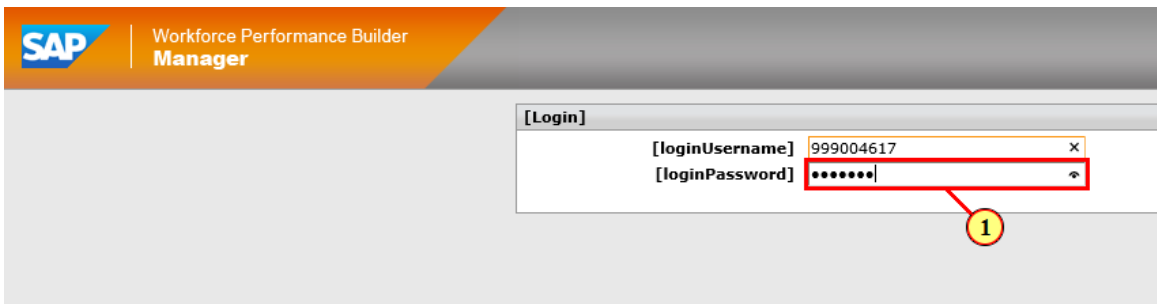 SAP
Workforce Performance Builder
Manager
[Login]
[loginUsername] 999004617
[loginPassword] •••••••
1